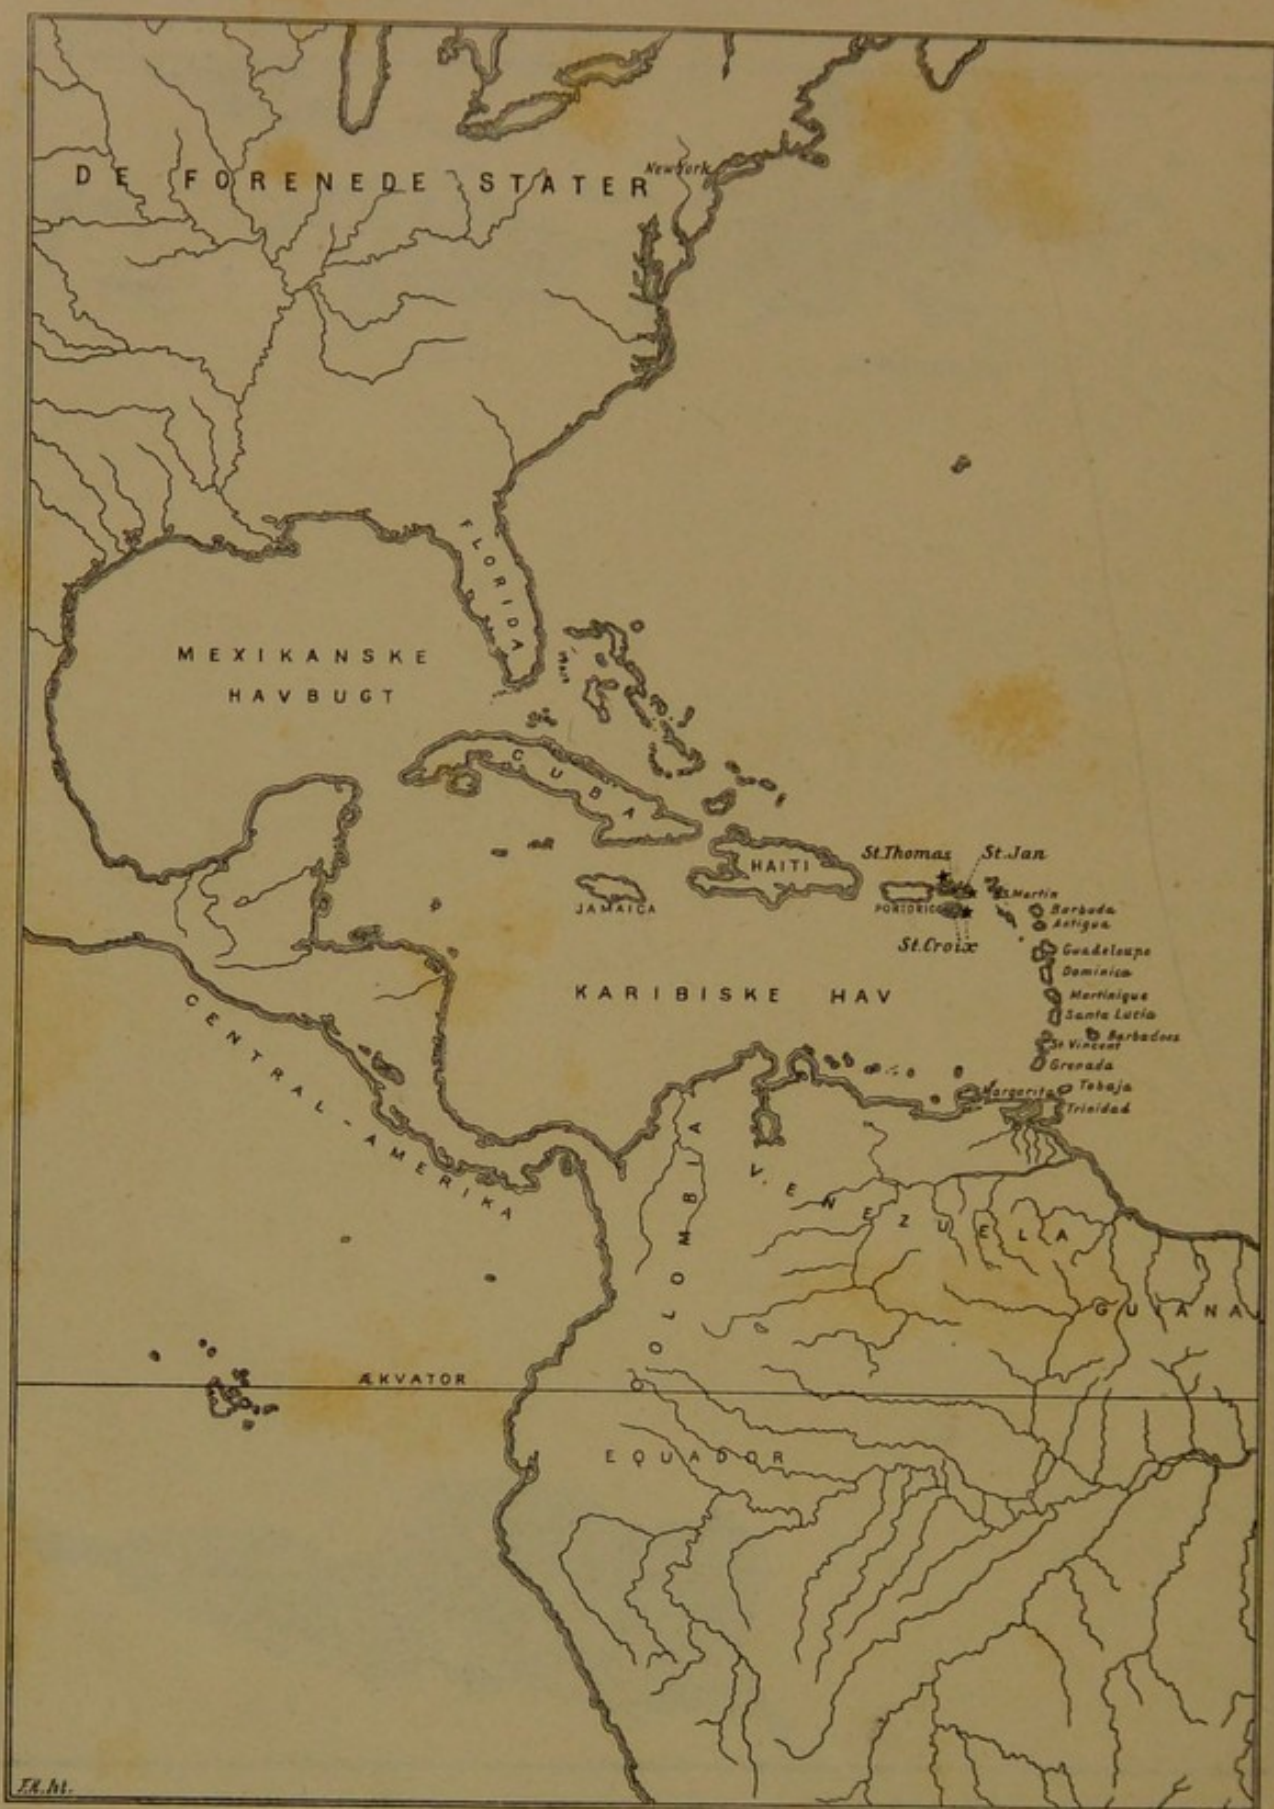 New York
DE FORENEDE STATER
FLORIDA
MEXIKANSKE
HAVBUGT
CUBA
HAITI
St. Thomas
St. Jan
JAMAICA
PORTORICO
St. Martin
Barbuda
Antigua
St. Croix
Guadeloupe
Dominica
KARIBISKE HAV
Martinique
Santa Lucia
Barbadoes
St Vincent
Grenada
Margarita
Tobaja
Trinidad
CENTRAL-AMERIKA
COLOMBIA
VENEZUELA
GUIANA
ÆKVATOR
EQUADOR